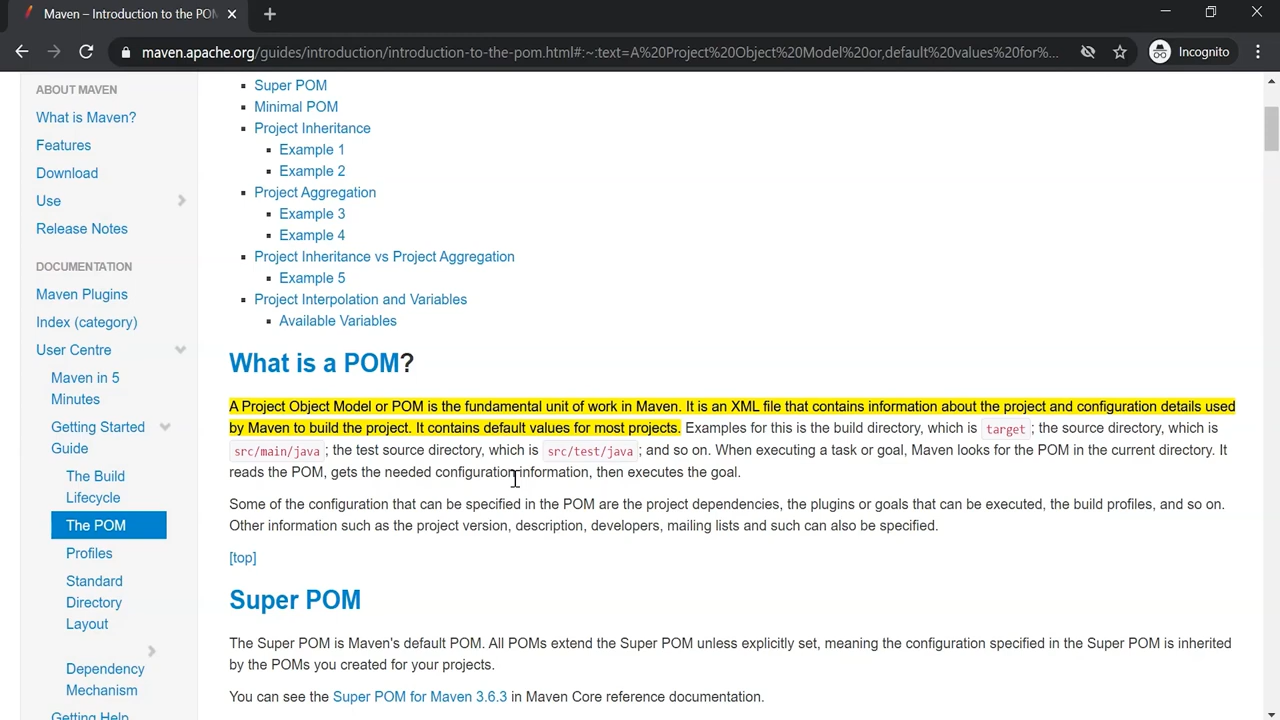 Maven – Introduction to the POM
maven.apache.org/guides/introduction/introduction-to-the-pom.html#:~:text=A%20Project%20Object%20Model%20or,default%20values%20for%...
Incognito
ABOUT MAVEN
What is Maven?
Features
Download
Use
Release Notes
DOCUMENTATION
Maven Plugins
Index (category)
User Centre
Maven in 5
Minutes
Getting Started
Guide
The Build
Lifecycle
The POM
Profiles
Standard
Directory
Layout
Dependency
Mechanism
Getting Help
Super POM
Minimal POM
Project Inheritance
Example 1
Example 2
Project Aggregation
Example 3
Example 4
Project Inheritance vs Project Aggregation
Example 5
Project Interpolation and Variables
Available Variables
What is a POM?
A Project Object Model or POM is the fundamental unit of work in Maven. It is an XML file that contains information about the project and configuration details used
by Maven to build the project. It contains default values for most projects. Examples for this is the build directory, which is target; the source directory, which is
src/main/java; the test source directory, which is src/test/java; and so on. When executing a task or goal, Maven looks for the POM in the current directory. It
reads the POM, gets the needed configuration information, then executes the goal.
Some of the configuration that can be specified in the POM are the project dependencies, the plugins or goals that can be executed, the build profiles, and so on.
Other information such as the project version, description, developers, mailing lists and such can also be specified.
[top]
Super POM
The Super POM is Maven's default POM. All POMs extend the Super POM unless explicitly set, meaning the configuration specified in the Super POM is inherited
by the POMs you created for your projects.
You can see the Super POM for Maven 3.6.3 in Maven Core reference documentation.